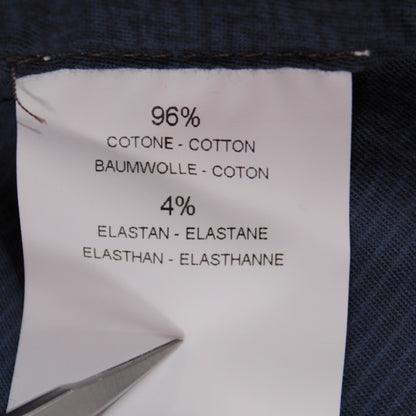 96%
COTONE - COTTON
BAUMWOLLE - COTON
4%
ELASTAN - ELASTANE
ELASTHAN - ELASTHANNE